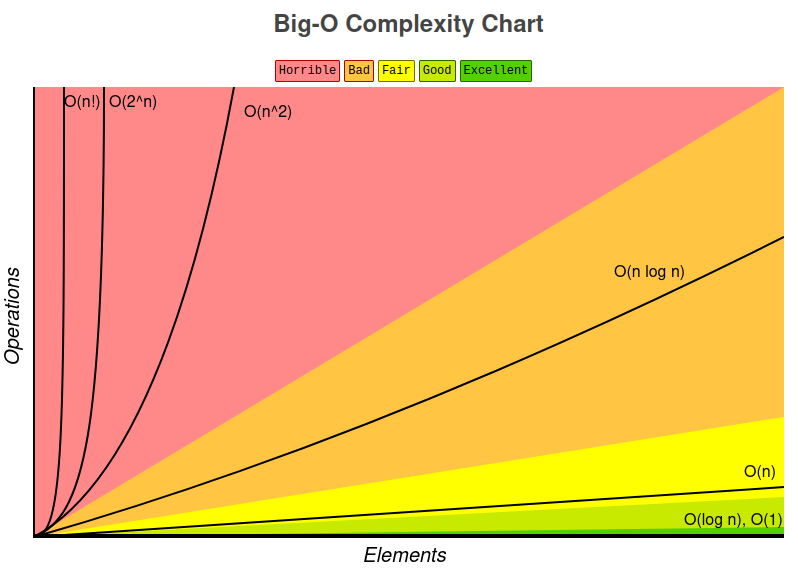 Big-O Complexity Chart
Horrible Bad Fair Good Excellent
O(n!) O(2^n)
O(n^2)
O(n log n)
O(n)
O(log n), O(1)
Operations
Elements